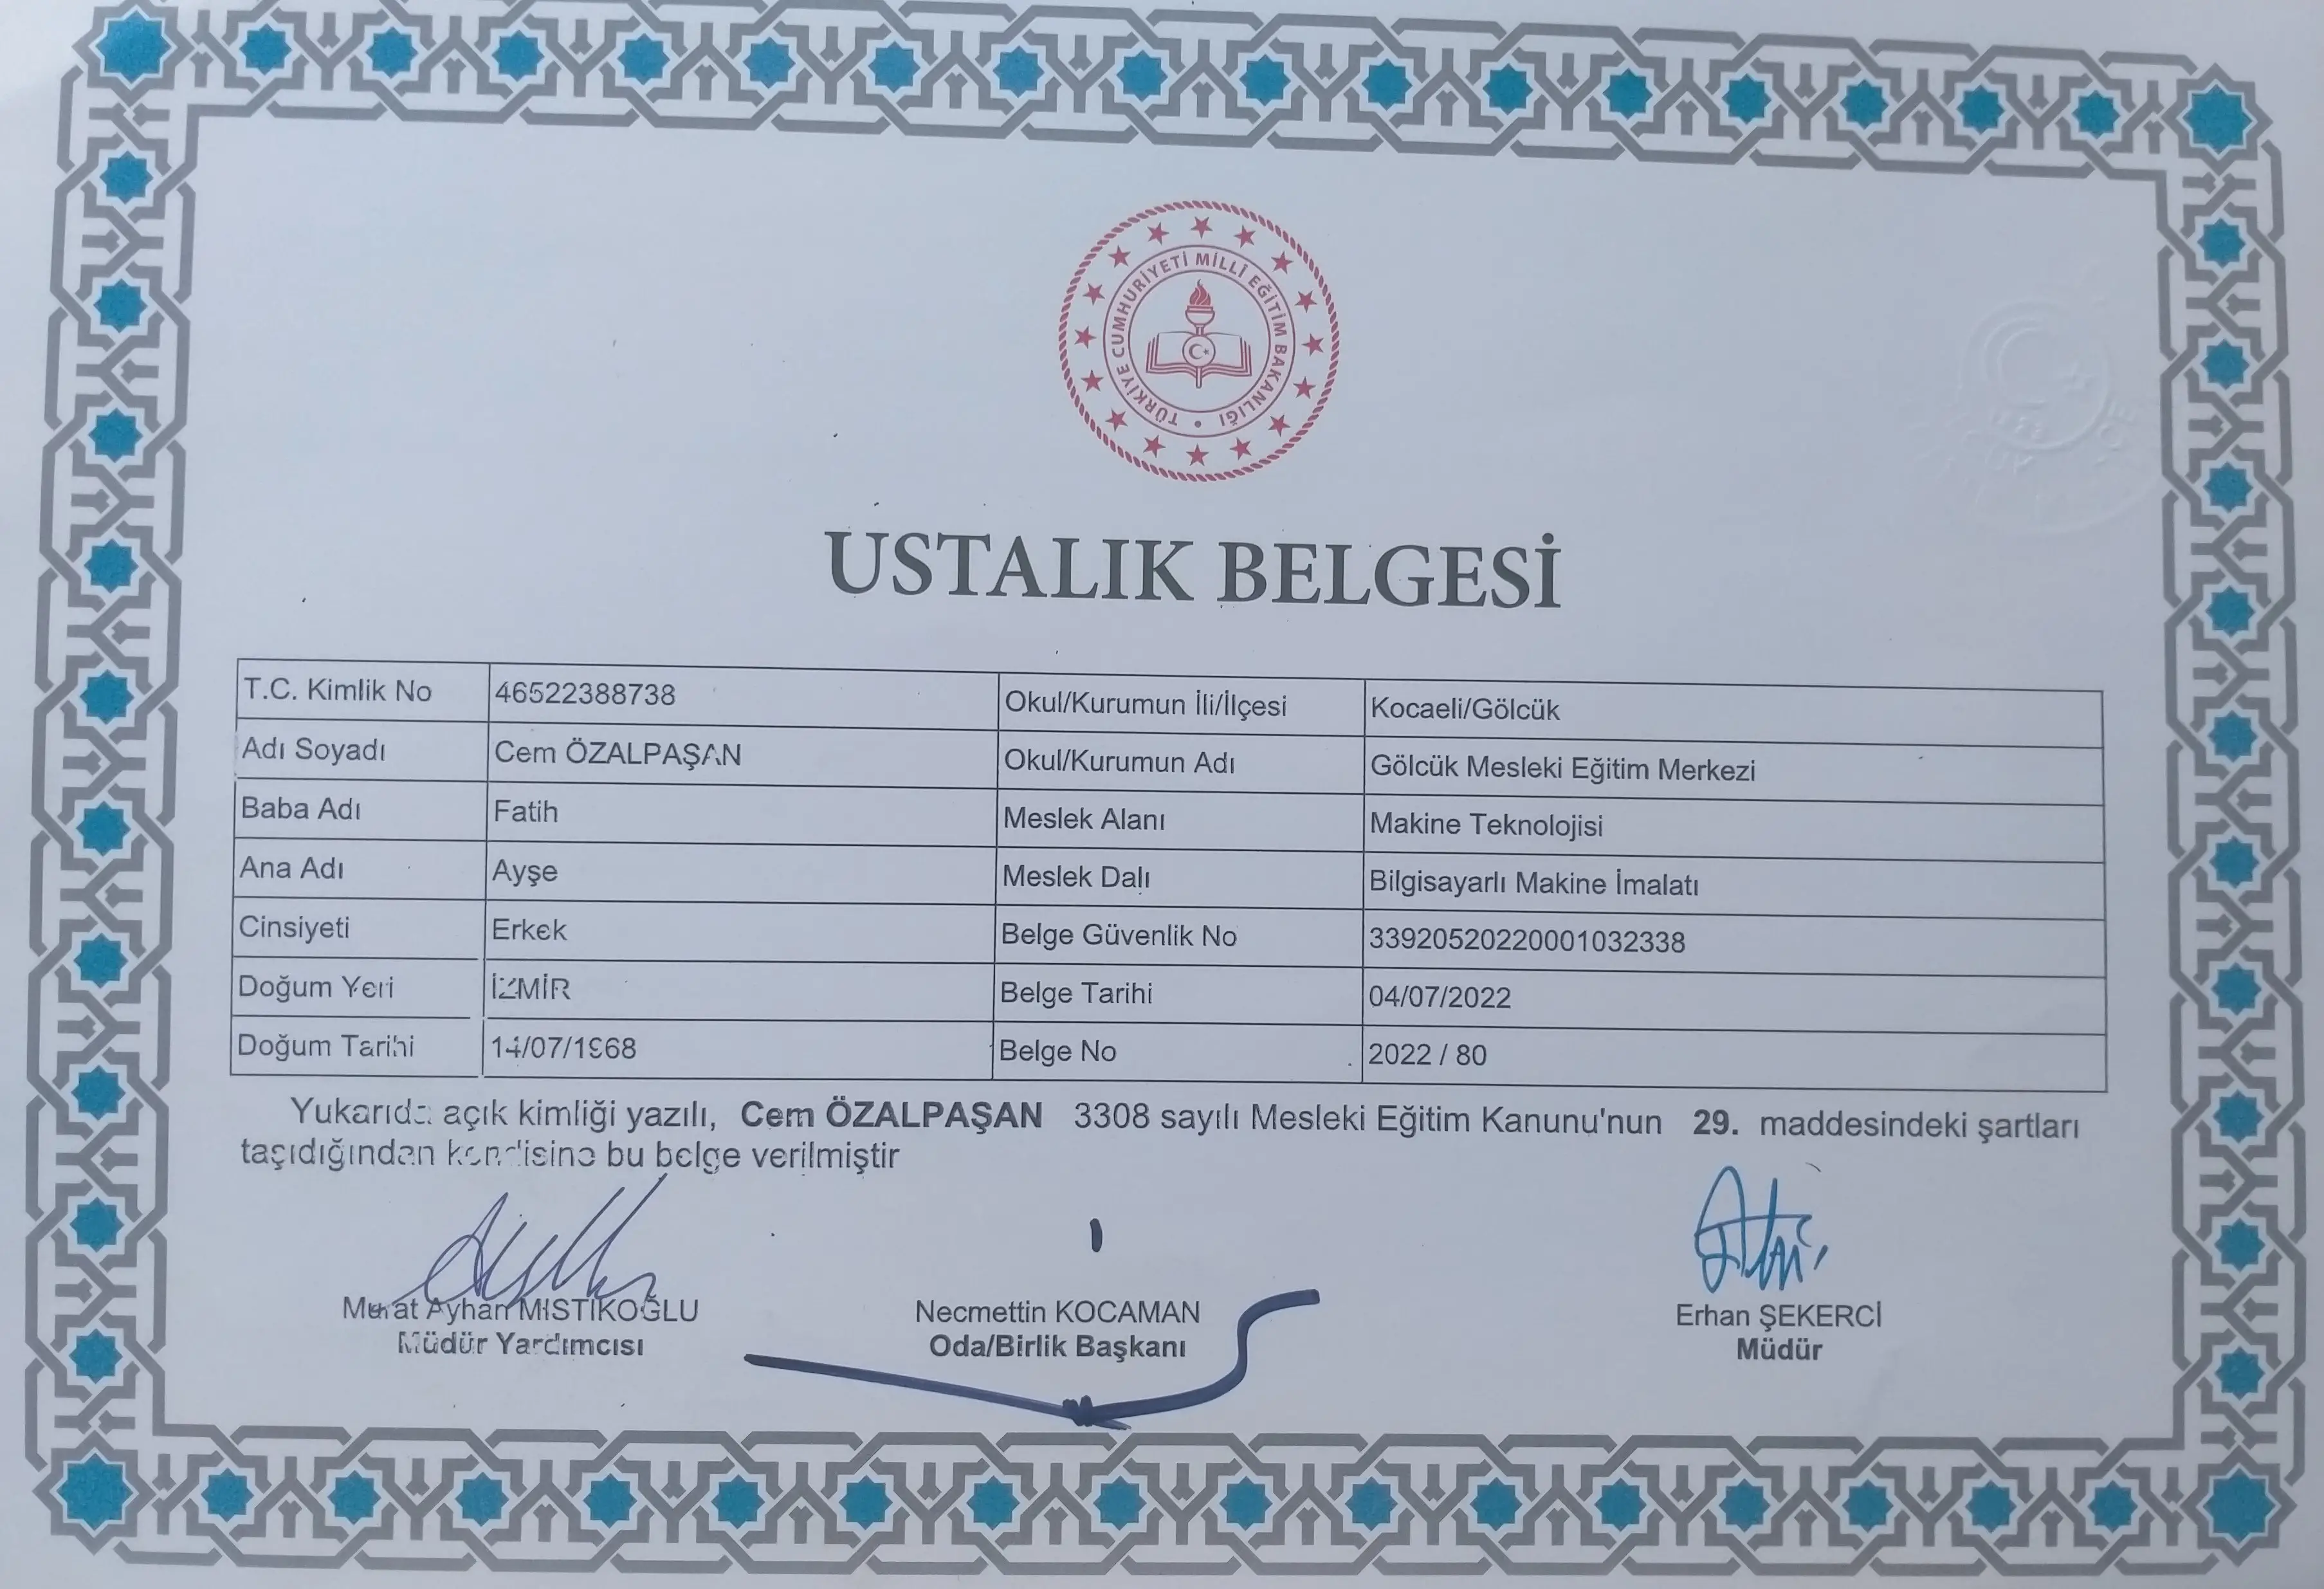 TÜRKİYE CUMHURİYETİ MİLLÎ EĞİTİM BAKANLIĞI
USTALIK BELGESİ
T.C. Kimlik No 46522388738 Okul/Kurumun İli/İlçesi Kocaeli/Gölcük
Adı Soyadı Cem ÖZALPAŞAN Okul/Kurumun Adı Gölcük Mesleki Eğitim Merkezi
Baba Adı Fatih Meslek Alanı Makine Teknolojisi
Ana Adı Ayşe Meslek Dalı Bilgisayarlı Makine İmalatı
Cinsiyeti Erkek Belge Güvenlik No 33920520220001032338
Doğum Yeri İZMİR Belge Tarihi 04/07/2022
Doğum Tarihi 14/07/1968 Belge No 2022 / 80
Yukarıda açık kimliği yazılı, Cem ÖZALPAŞAN 3308 sayılı Mesleki Eğitim Kanunu'nun 29. maddesindeki şartları
taşıdığından kendisine bu belge verilmiştir
Murat Ayhan MISTIKOĞLU Necmettin KOCAMAN Erhan ŞEKERCİ
Müdür Yardımcısı Oda/Birlik Başkanı Müdür